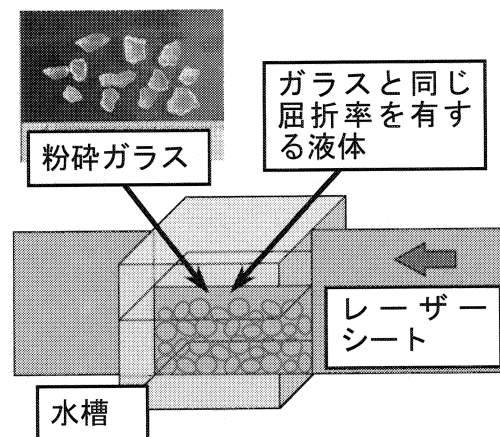 粉砕ガラス
ガラスと同じ
屈折率を有す
る液体
レーザー
シート
水槽